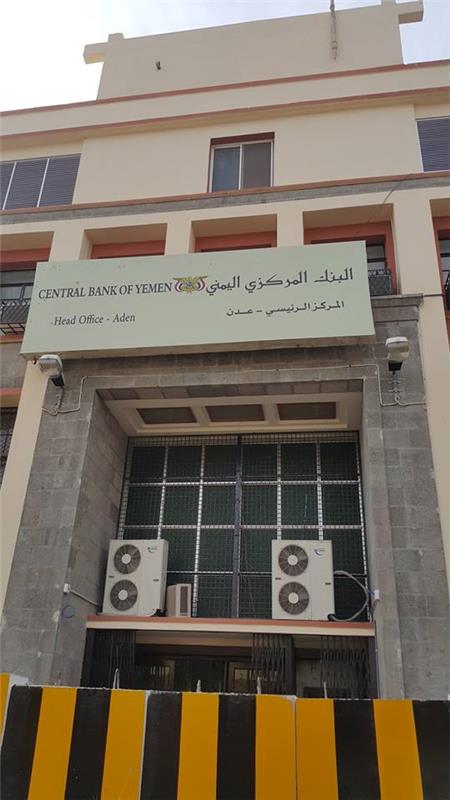 CENTRAL BANK OF YEMEN البنك المركزي اليمني
Head Office - Aden المركز الرئيسي - عدن